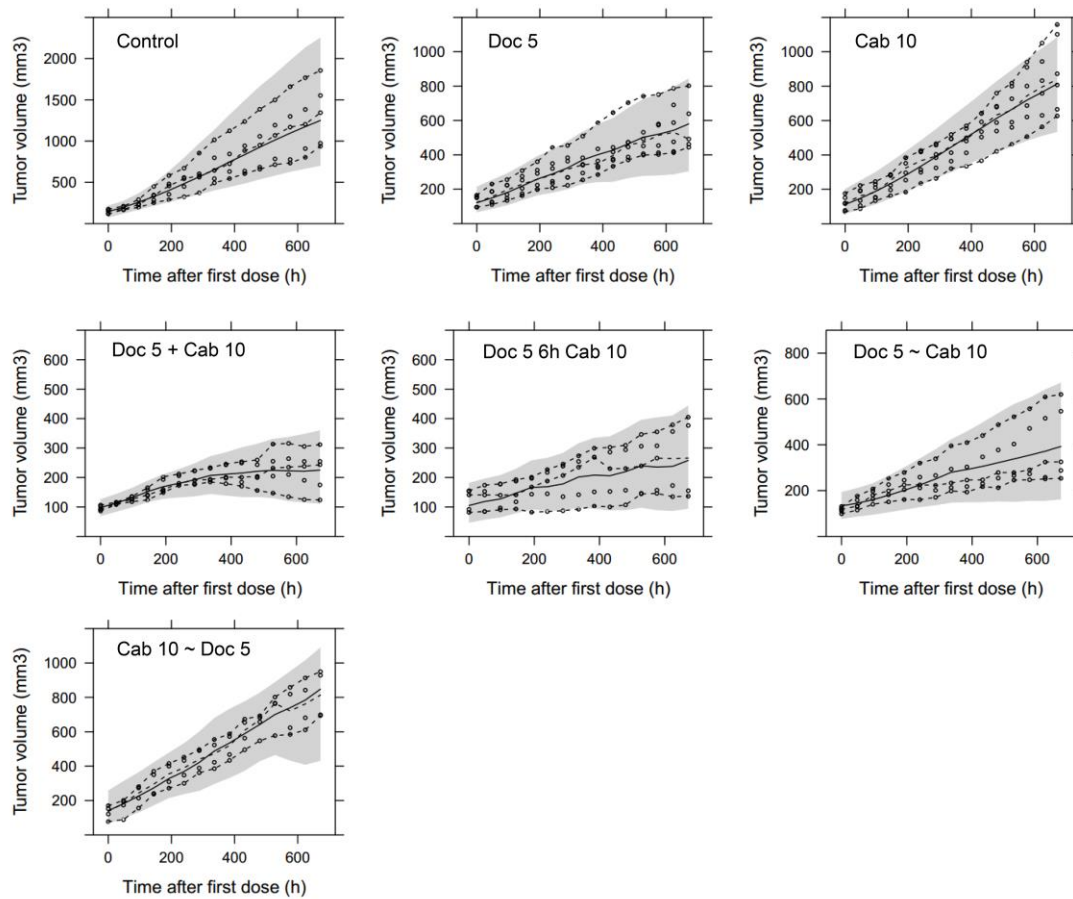 Control
Tumor volume (mm3)
2000
1500
1000
500
0 200 400 600
Time after first dose (h)
Doc 5
Tumor volume (mm3)
1000
800
600
400
200
0 200 400 600
Time after first dose (h)
Cab 10
Tumor volume (mm3)
1000
800
600
400
200
0 200 400 600
Time after first dose (h)
Doc 5 + Cab 10
Tumor volume (mm3)
600
500
400
300
200
100
0 200 400 600
Time after first dose (h)
Doc 5 6h Cab 10
Tumor volume (mm3)
600
500
400
300
200
100
0 200 400 600
Time after first dose (h)
Doc 5 ~ Cab 10
Tumor volume (mm3)
800
600
400
200
0 200 400 600
Time after first dose (h)
Cab 10 ~ Doc 5
Tumor volume (mm3)
1000
800
600
400
200
0 200 400 600
Time after first dose (h)